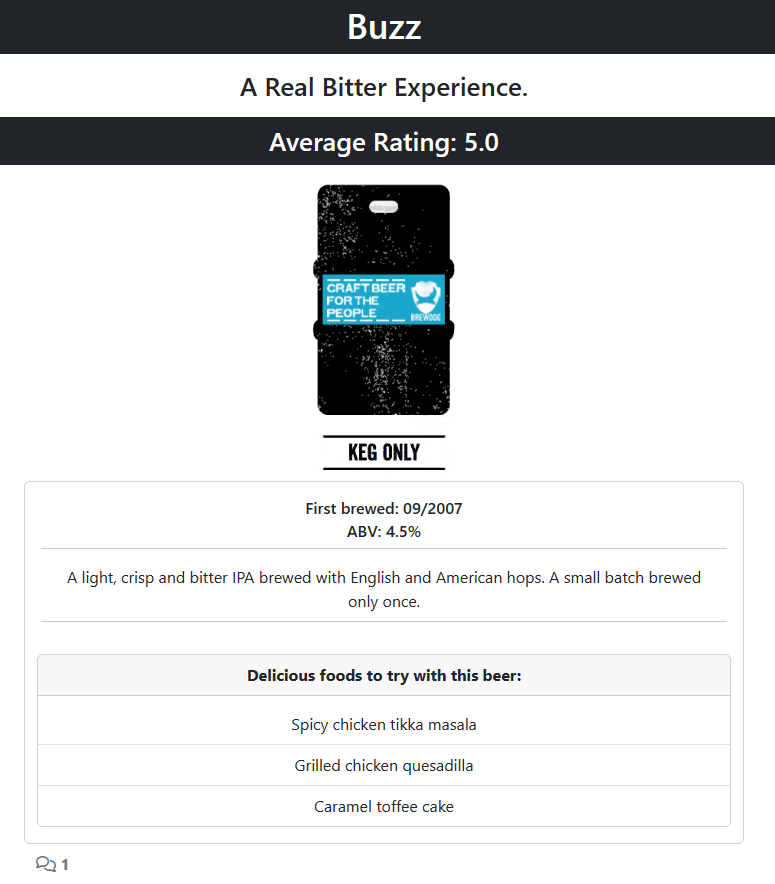 Buzz
A Real Bitter Experience.
Average Rating: 5.0
CRAFT BEER
FOR THE
PEOPLE
BREWDOG
KEG ONLY
First brewed: 09/2007
ABV: 4.5%
A light, crisp and bitter IPA brewed with English and American hops. A small batch brewed
only once.
Delicious foods to try with this beer:
Spicy chicken tikka masala
Grilled chicken quesadilla
Caramel toffee cake
1